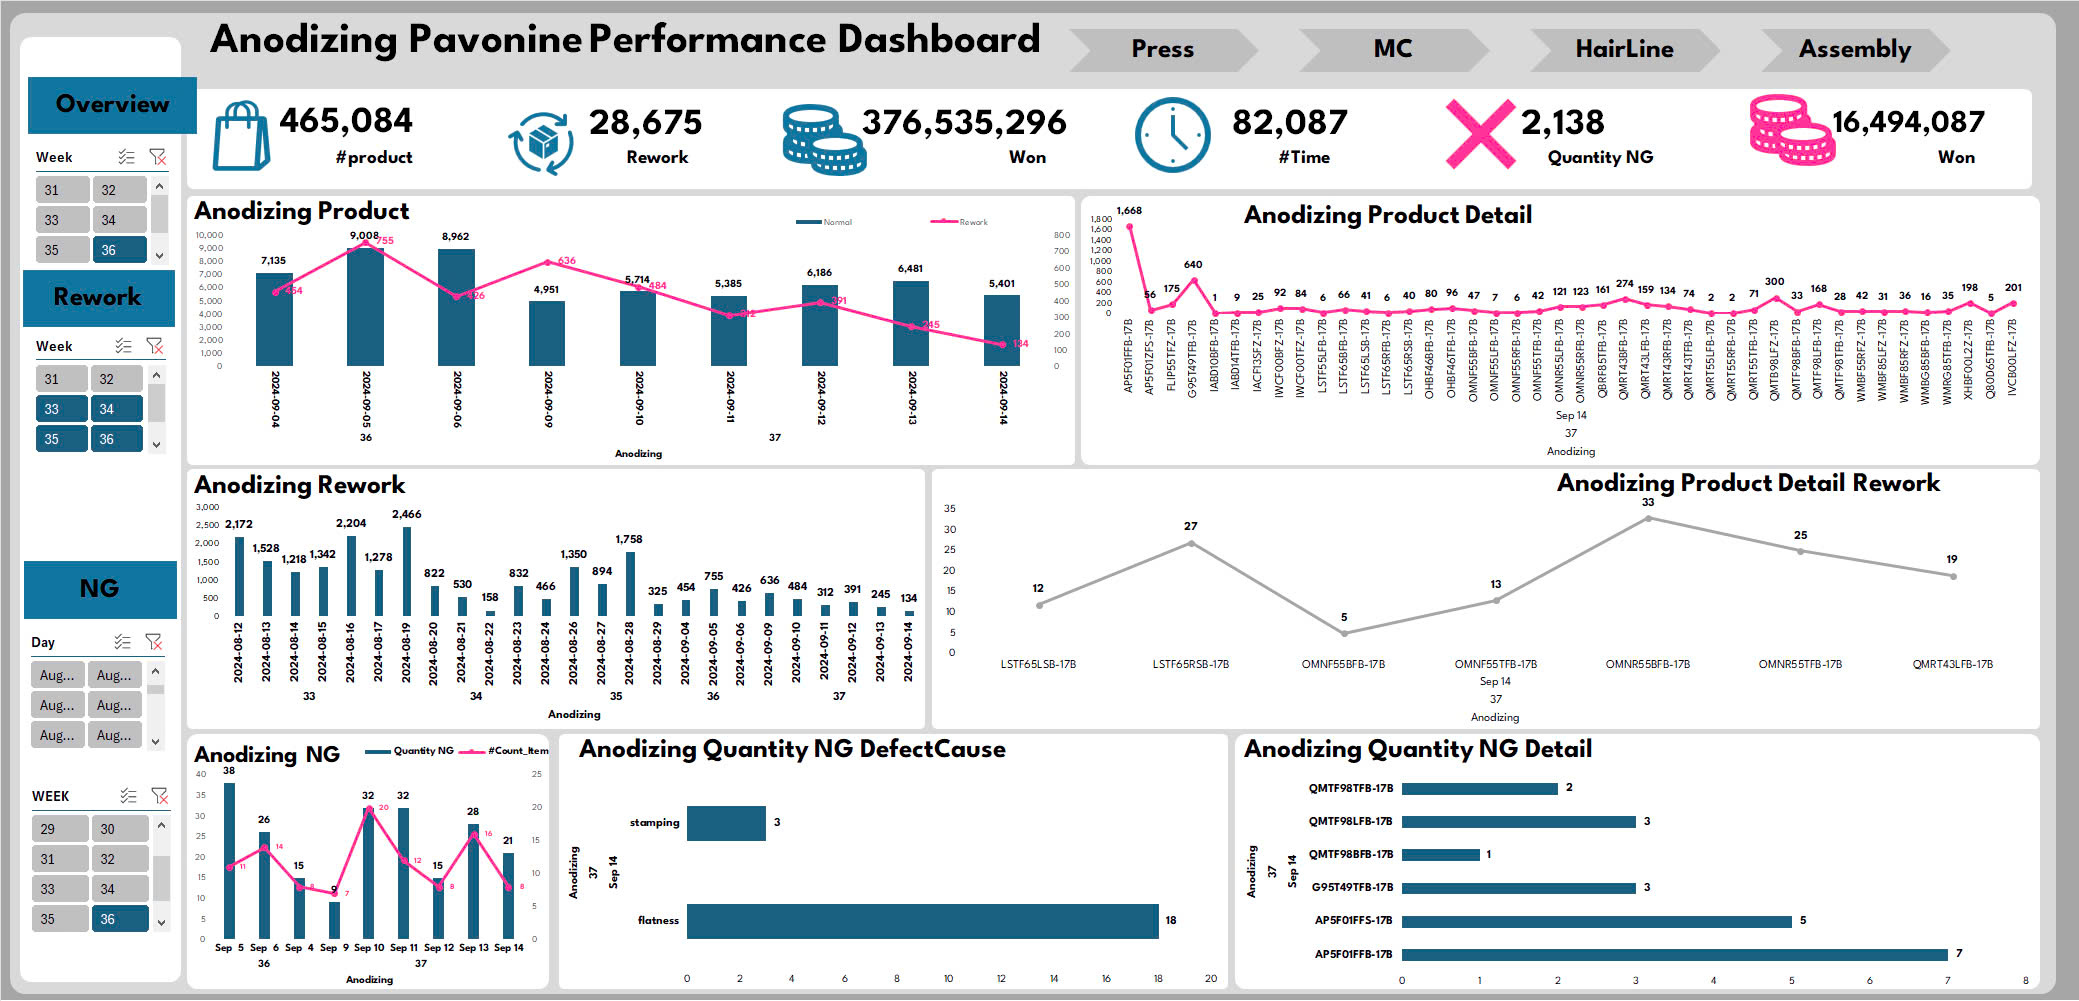 Anodizing Pavonine Performance Dashboard
Press
MC
HairLine
Assembly
Overview
465,084
#product
28,675
Rework
376,535,296
Won
82,087
#Time
2,138
Quantity NG
16,494,087
Won
Week
31 32
33 34
35 36
Rework
Week
31 32
33 34
35 36
NG
Day
Aug... Aug...
Aug... Aug...
Aug... Aug...
WEEK
29 30
31 32
33 34
35 36
Anodizing Product
Normal Rework
10,000
9,000
8,000
7,000
6,000
5,000
4,000
3,000
2,000
1,000
0
7,135 9,008 8,962 4,951 5,714 5,385 6,186 6,481 5,401
454 755 426 636 484 312 391 245 134
800
700
600
500
400
300
200
100
0
2024-09-04 2024-09-05 2024-09-06 2024-09-09 2024-09-10 2024-09-11 2024-09-12 2024-09-13 2024-09-14
36 37
Anodizing
Anodizing Product Detail
1,800
1,600
1,400
1,200
1,000
800
600
400
200
0
1,668 56 175 640 1 9 25 92 84 6 66 41 6 40 80 96 47 7 6 42 121 123 161 274 159 134 74 2 2 71 300 33 168 28 42 31 36 16 35 198 5 201
AP5F01FFB-17B AP5F01ZFS-17B FLIP55TFZ-17B G95T49TFB-17B IABD10BFB-17B IABD14TFB-17B IACF13SFZ-17B IWCF00BFZ-17B IWCF00TFZ-17B LSTF55LFB-17B LSTF65BFB-17B LSTF65LSB-17B LSTF65RFB-17B LSTF65RSB-17B OHBF46BFB-17B OHBF46TFB-17B OMNF55BFB-17B OMNF55LFB-17B OMNF55RFB-17B OMNF55TFB-17B OMNR55LFB-17B OMNR55RFB-17B QBRF85TFB-17B QMRT43BFB-17B QMRT43LFB-17B QMRT43RFB-17B QMRT43TFB-17B QMRT55LFB-17B QMRT55RFB-17B QMRT55TFB-17B QMTB98LFZ-17B QMTF98BFB-17B QMTF98LFB-17B QMTF98TFB-17B WMBF55RFZ-17B WMBF85LFZ-17B WMBF85RFZ-17B WMBG85BFB-17B WMRG85TFB-17B XHBF00L2Z-17B Q80D65TFB-17B IVCB00LFZ-17B
Sep 14
37
Anodizing
Anodizing Rework
3,000
2,500
2,000
1,500
1,000
500
0
2,172 1,528 1,218 1,342 2,204 1,278 2,466 822 530 158 832 466 1,350 894 1,758 325 454 755 426 636 484 312 391 245 134
2024-08-12 2024-08-13 2024-08-14 2024-08-15 2024-08-16 2024-08-17 2024-08-19 2024-08-20 2024-08-21 2024-08-22 2024-08-23 2024-08-24 2024-08-26 2024-08-27 2024-08-28 2024-08-29 2024-09-04 2024-09-05 2024-09-06 2024-09-09 2024-09-10 2024-09-11 2024-09-12 2024-09-13 2024-09-14
33 34 35 36 37
Anodizing
Anodizing Product Detail Rework
35
30
25
20
15
10
5
0
12 27 5 13 33 25 19
LSTF65LSB-17B LSTF65RSB-17B OMNF55BFB-17B OMNF55TFB-17B OMNR55BFB-17B OMNR55TFB-17B QMRT43LFB-17B
Sep 14
37
Anodizing
Anodizing NG
Quantity NG #Count_Item
40
35
30
25
20
15
10
5
0
38 26 15 9 32 32 15 28 21
11 14 8 7 20 12 8 16 8
25
20
15
10
5
0
Sep 5 Sep 6 Sep 4 Sep 9 Sep 10 Sep 11 Sep 12 Sep 13 Sep 14
36 37
Anodizing
Anodizing Quantity NG DefectCause
Anodizing
37
Sep 14
stamping 3
flatness 18
0 2 4 6 8 10 12 14 16 18 20
Anodizing Quantity NG Detail
Anodizing
37
Sep 14
QMTF98TFB-17B 2
QMTF98LFB-17B 3
QMTF98BFB-17B 1
G95T49TFB-17B 3
AP5F01FFS-17B 5
AP5F01FFB-17B 7
0 1 2 3 4 5 6 7 8